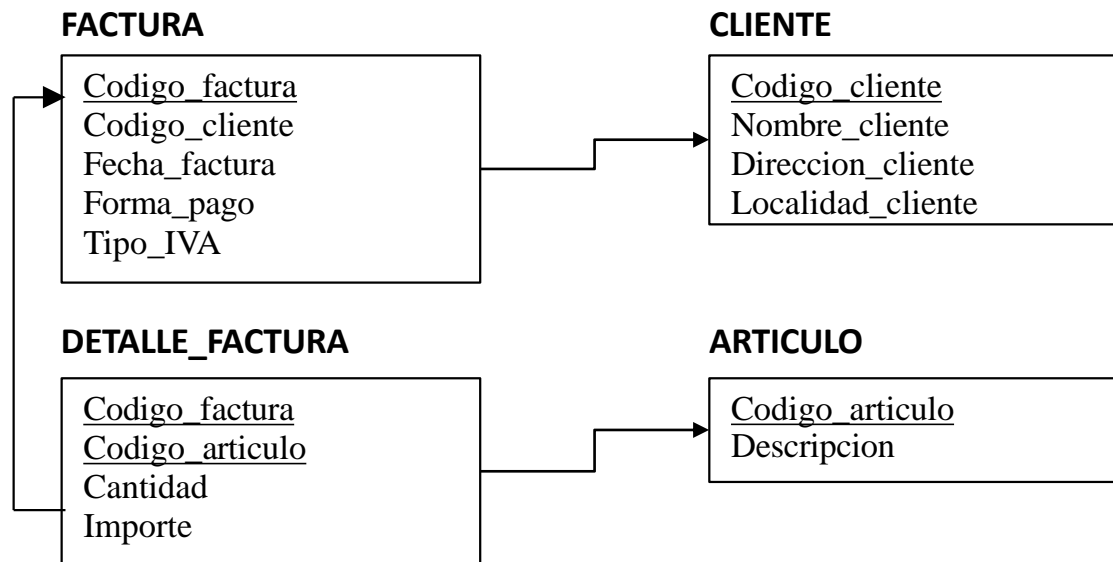 FACTURA
Codigo_factura
Codigo_cliente
Fecha_factura
Forma_pago
Tipo_IVA
CLIENTE
Codigo_cliente
Nombre_cliente
Direccion_cliente
Localidad_cliente
DETALLE_FACTURA
Codigo_factura
Codigo_articulo
Cantidad
Importe
ARTICULO
Codigo_articulo
Descripcion